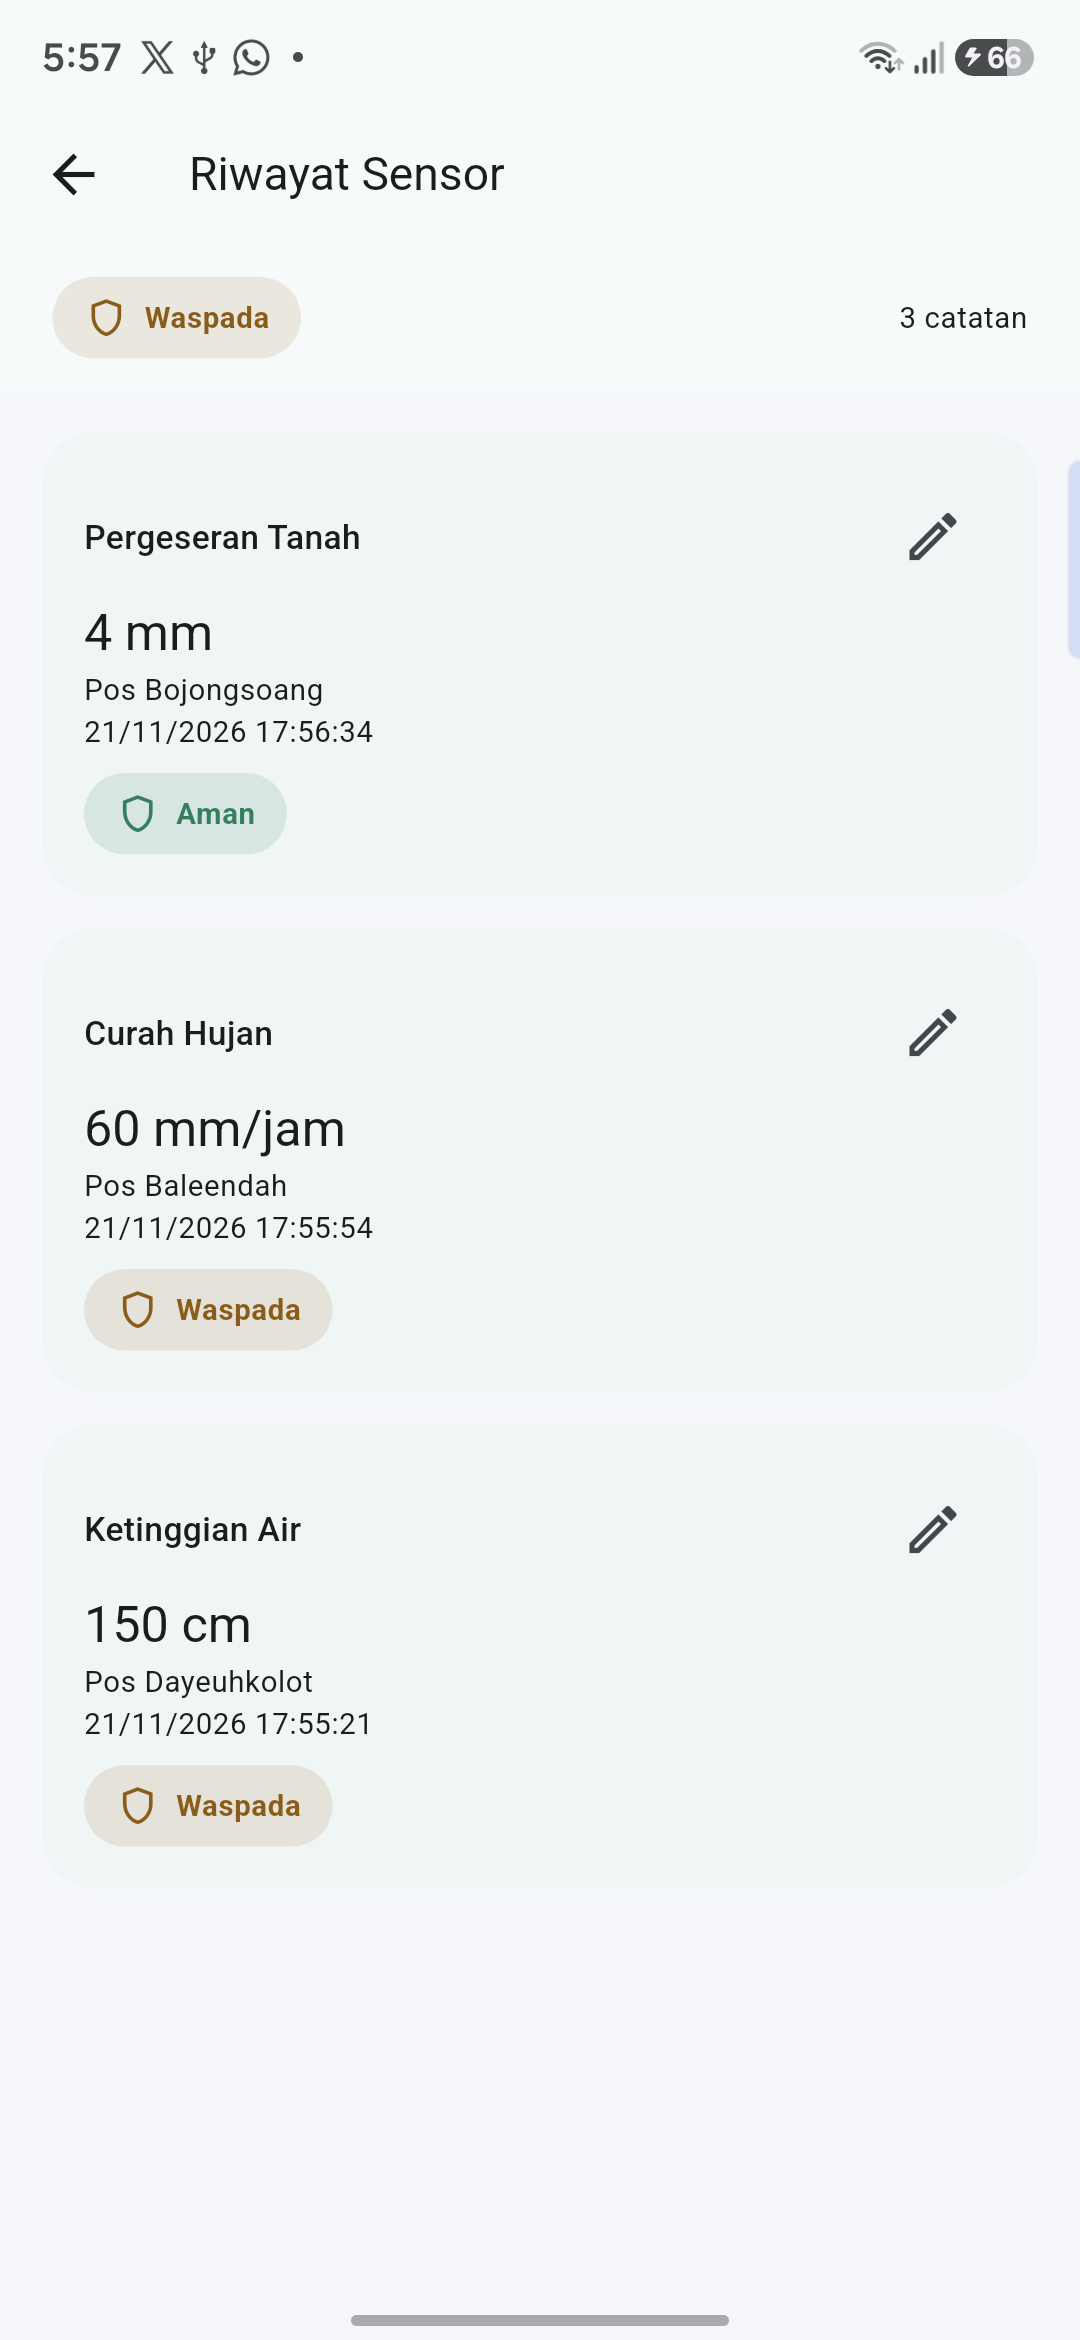 5:57
66
Riwayat Sensor
Waspada
3 catatan
Pergeseran Tanah
4 mm
Pos Bojongsoang
21/11/2026 17:56:34
Aman
Curah Hujan
60 mm/jam
Pos Baleendah
21/11/2026 17:55:54
Waspada
Ketinggian Air
150 cm
Pos Dayeuhkolot
21/11/2026 17:55:21
Waspada